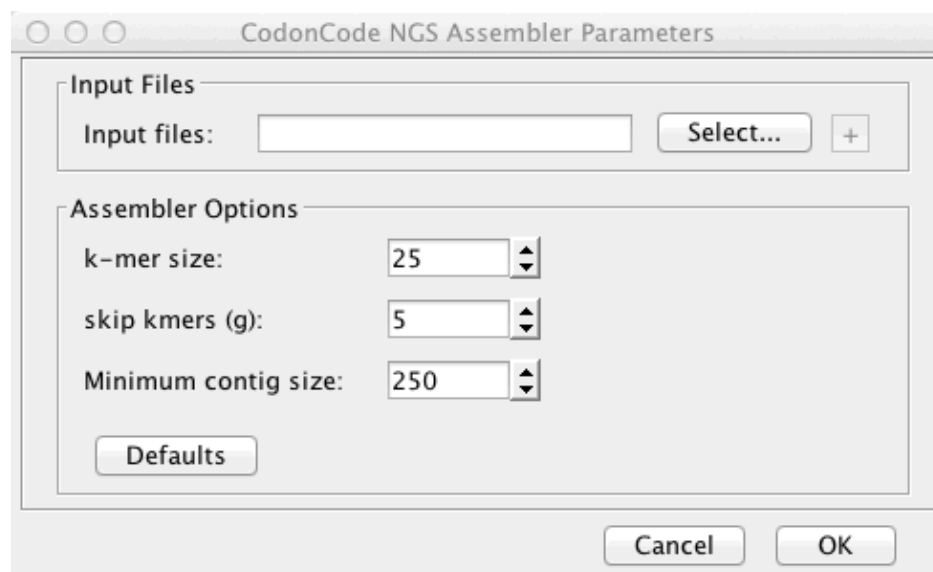 CodonCode NGS Assembler Parameters
Input Files
Input files: Select... +
Assembler Options
k-mer size: 25
skip kmers (g): 5
Minimum contig size: 250
Defaults
Cancel OK